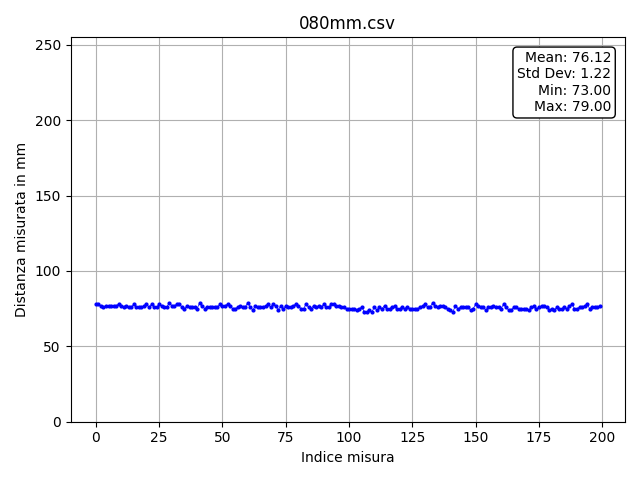 080mm.csv
Mean: 76.12
Std Dev: 1.22
Min: 73.00
Max: 79.00
Distanza misurata in mm
250
200
150
100
50
0
0 25 50 75 100 125 150 175 200
Indice misura